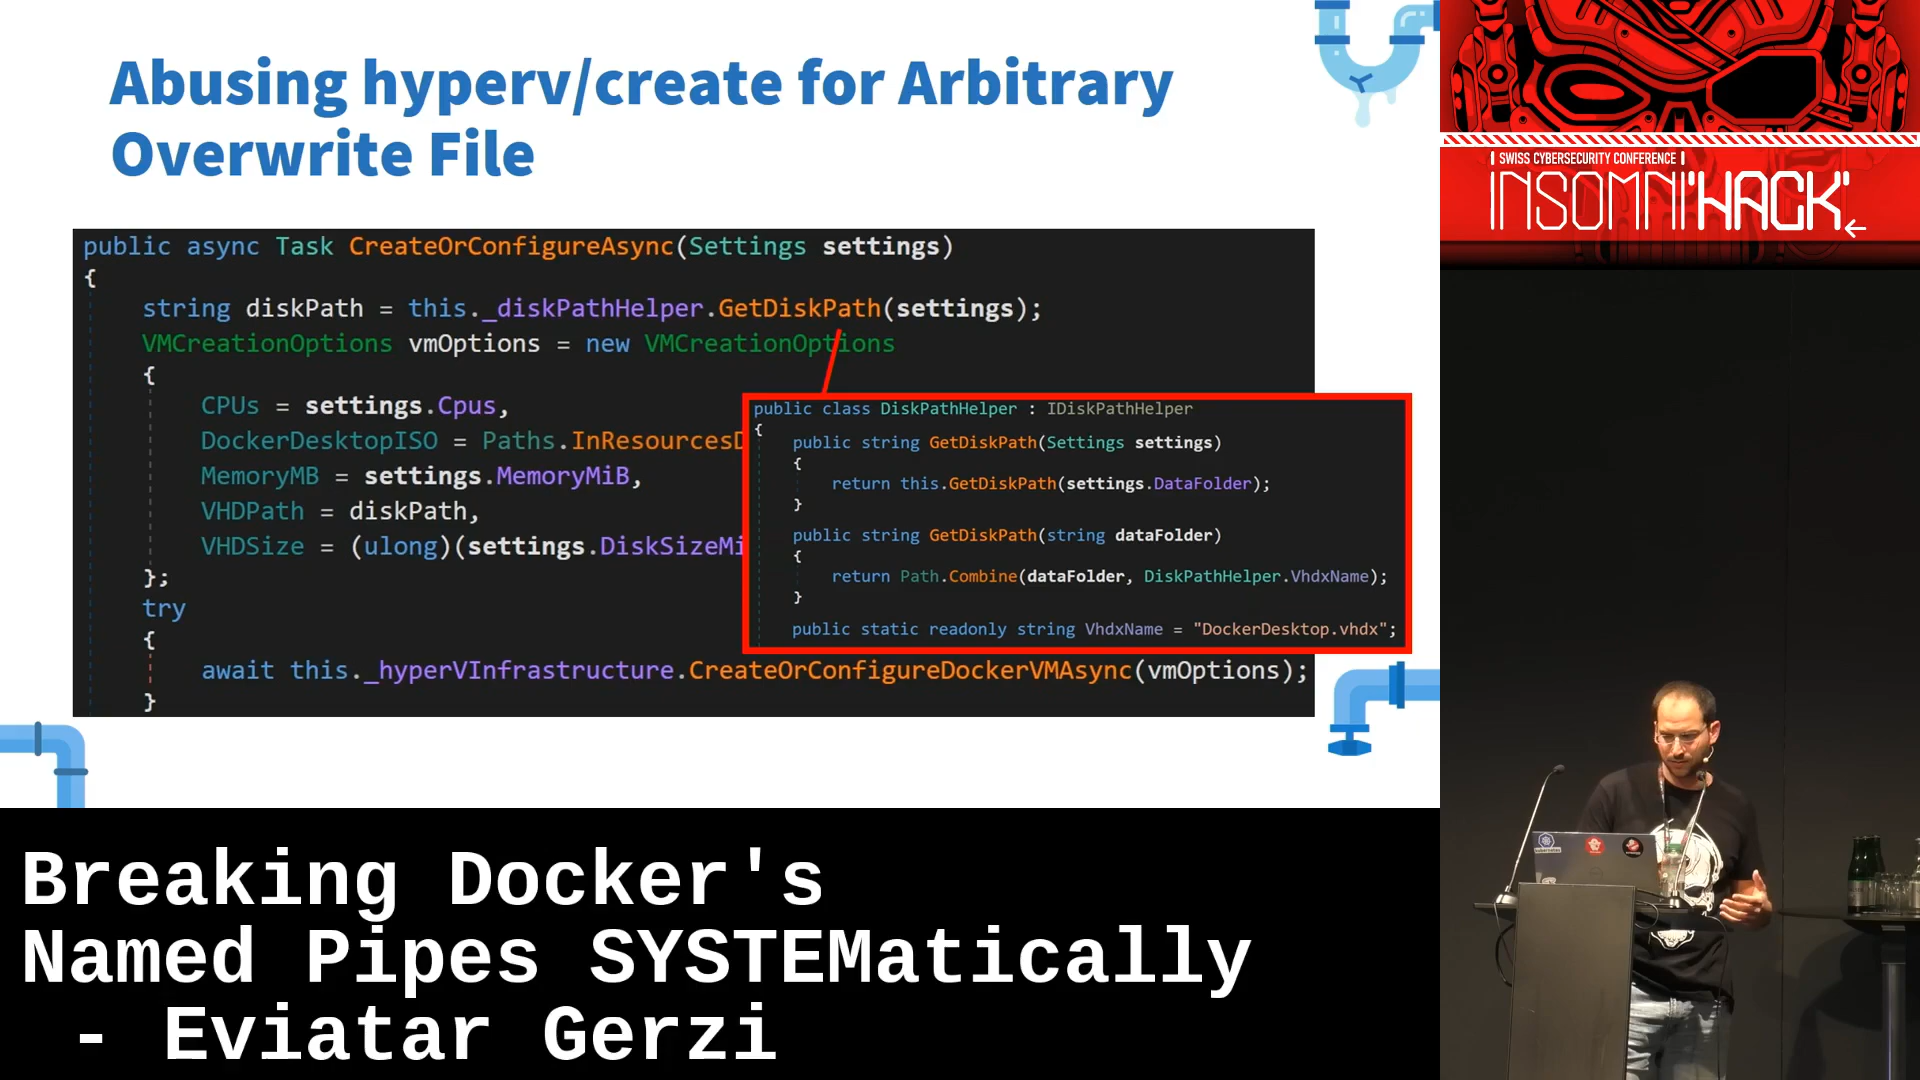 Abusing hyperv/create for Arbitrary
Overwrite File
public async Task CreateOrConfigureAsync(Settings settings)
{
string diskPath = this._diskPathHelper.GetDiskPath(settings);
VMCreationOptions vmOptions = new VMCreationOptions
{
CPUs = settings.Cpus,
DockerDesktopISO = Paths.InResourcesD
MemoryMB = settings.MemoryMiB,
VHDPath = diskPath,
VHDSize = (ulong)(settings.DiskSizeMi
};
try
{
await this._hyperVInfrastructure.CreateOrConfigureDockerVMAsync(vmOptions);
}
public class DiskPathHelper : IDiskPathHelper
{
public string GetDiskPath(Settings settings)
{
return this.GetDiskPath(settings.DataFolder);
}
public string GetDiskPath(string dataFolder)
{
return Path.Combine(dataFolder, DiskPathHelper.VhdxName);
}
public static readonly string VhdxName = "DockerDesktop.vhdx";
SWISS CYBERSECURITY CONFERENCE
INSOMNI'HACK
Breaking Docker's
Named Pipes SYSTEMatically
- Eviatar Gerzi